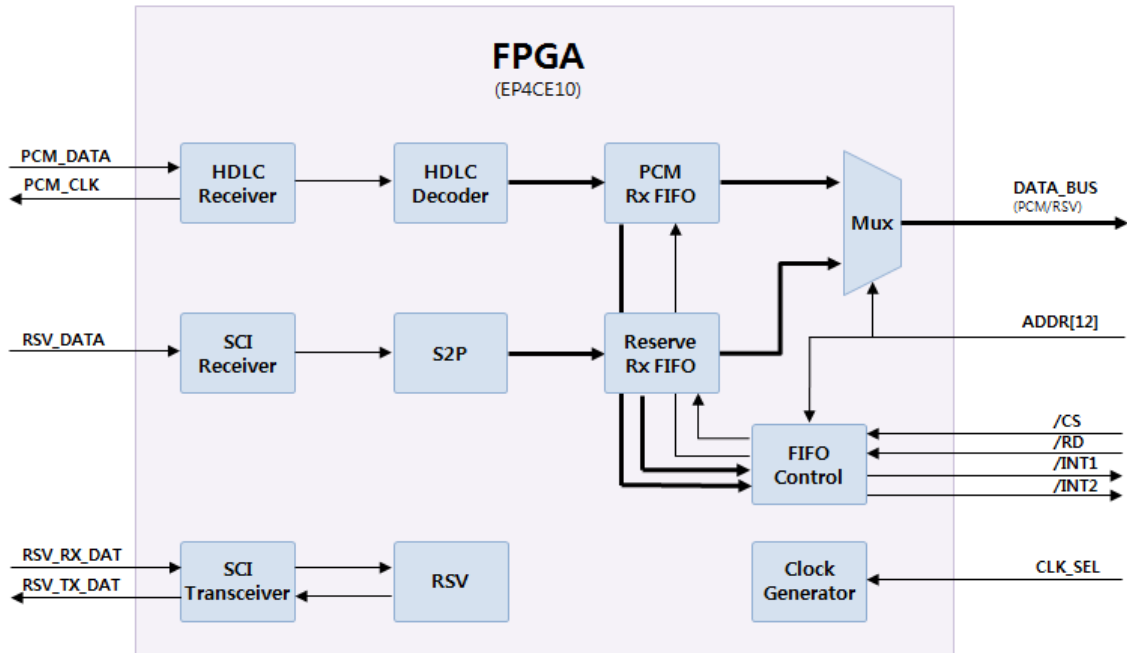 FPGA
(EP4CE10)
PCM_DATA
PCM_CLK
HDLC
Receiver
HDLC
Decoder
PCM
Rx FIFO
Mux
DATA_BUS
(PCM/RSV)
RSV_DATA
SCI
Receiver
S2P
Reserve
Rx FIFO
ADDR[12]
FIFO
Control
/CS
/RD
/INT1
/INT2
RSV_RX_DAT
RSV_TX_DAT
SCI
Transceiver
RSV
Clock
Generator
CLK_SEL